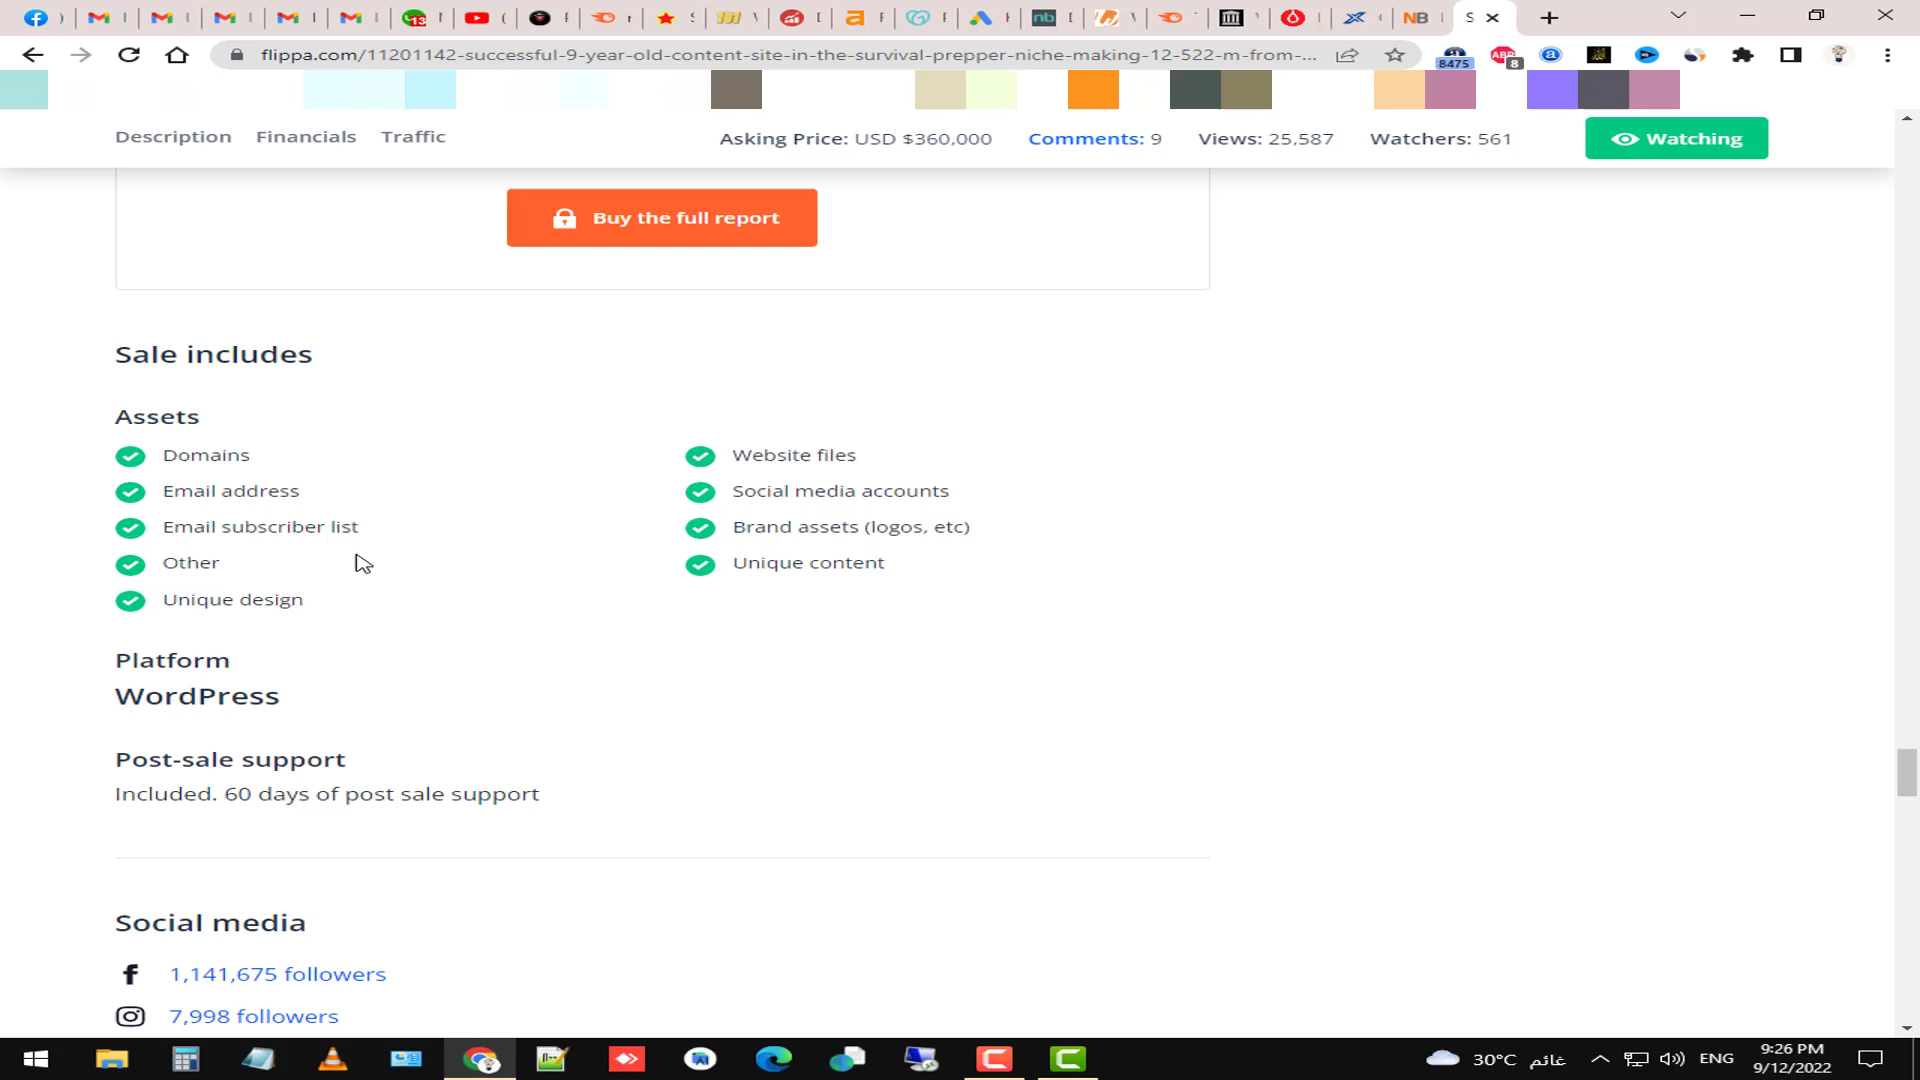 flippa.com/11201142-successful-9-year-old-content-site-in-the-survival-prepper-niche-making-12-522-m-from-...
8475
ABP
8
13
NB
S
Description Financials Traffic
Asking Price: USD $360,000 Comments: 9 Views: 25,587 Watchers: 561 Watching
Buy the full report
Sale includes
Assets
Domains Website files
Email address Social media accounts
Email subscriber list Brand assets (logos, etc)
Other Unique content
Unique design
Platform
WordPress
Post-sale support
Included. 60 days of post sale support
Social media
1,141,675 followers
7,998 followers
30°C غائم ENG
9:26 PM
9/12/2022